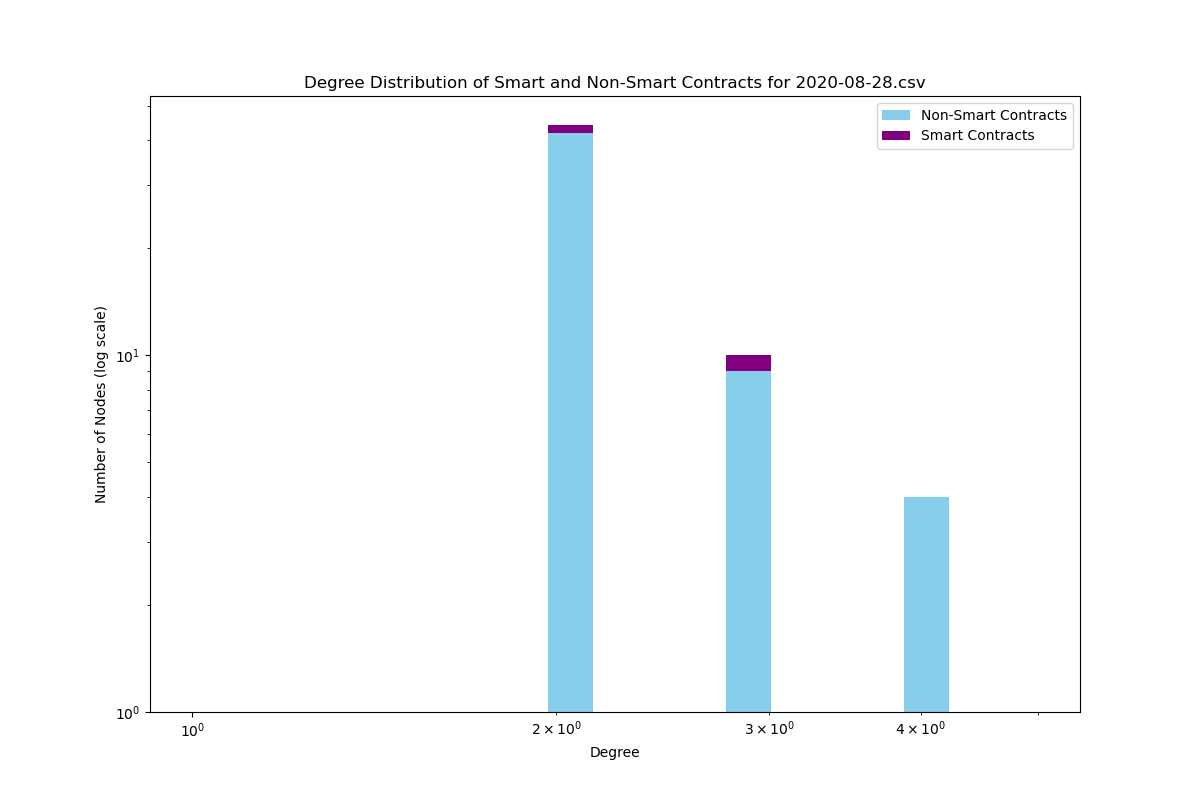 Degree Distribution of Smart and Non-Smart Contracts for 2020-08-28.csv
Non-Smart Contracts
Smart Contracts
Number of Nodes (log scale)
10¹
10⁰
10⁰
2 × 10⁰
3 × 10⁰
4 × 10⁰
Degree